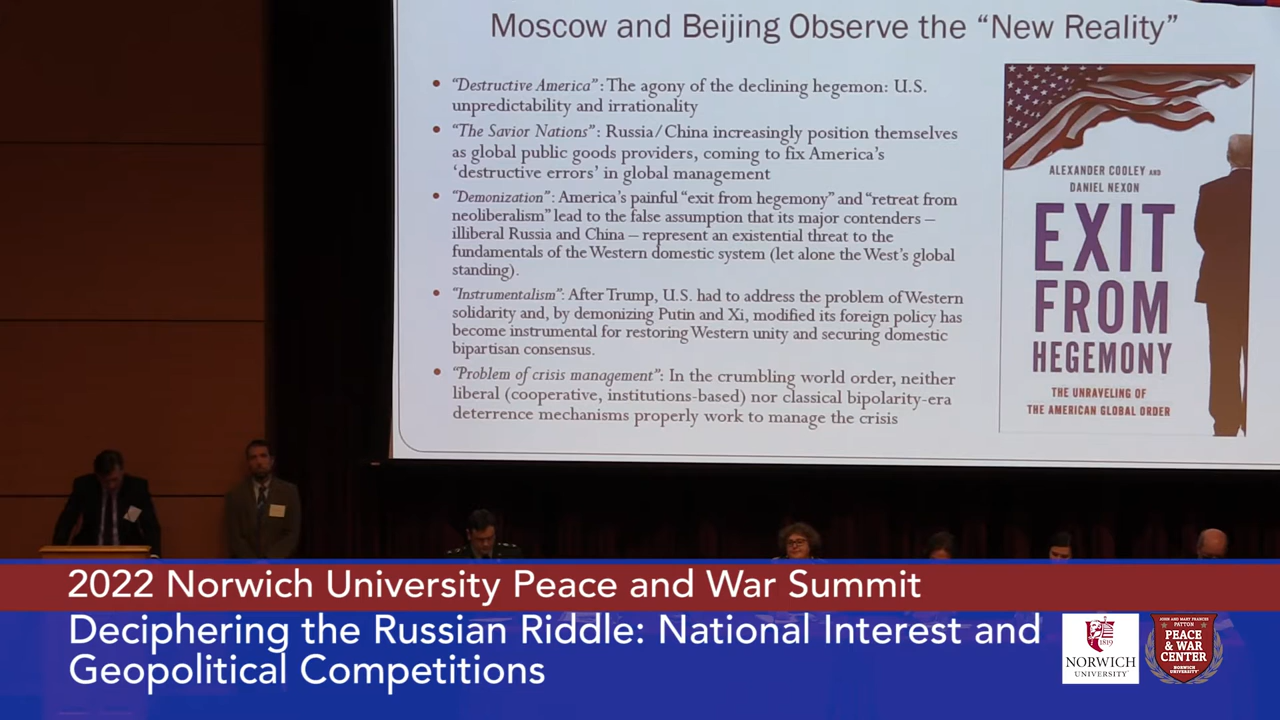 Moscow and Beijing Observe the “New Reality”
• “Destructive America”: The agony of the declining hegemon: U.S.
unpredictability and irrationality
• “The Savior Nations”: Russia/China increasingly position themselves
as global public goods providers, coming to fix America’s
‘destructive errors’ in global management
• “Demonization”: America’s painful “exit from hegemony” and “retreat from
neoliberalism” lead to the false assumption that its major contenders –
illiberal Russia and China – represent an existential threat to the
fundamentals of the Western domestic system (let alone the West’s global
standing).
• “Instrumentalism”: After Trump, U.S. had to address the problem of Western
solidarity and, by demonizing Putin and Xi, modified its foreign policy has
become instrumental for restoring Western unity and securing domestic
bipartisan consensus.
• “Problem of crisis management”: In the crumbling world order, neither
liberal (cooperative, institutions-based) nor classical bipolarity-era
deterrence mechanisms properly work to manage the crisis
ALEXANDER COOLEY AND
DANIEL NEXON
EXIT
FROM
HEGEMONY
THE UNRAVELING OF
THE AMERICAN GLOBAL ORDER
2022 Norwich University Peace and War Summit
Deciphering the Russian Riddle: National Interest and
Geopolitical Competitions
1819
NORWICH
UNIVERSITY
JOHN AND MARY FRANCES
PATTON
PEACE
& WAR
CENTER
NORWICH
UNIVERSITY